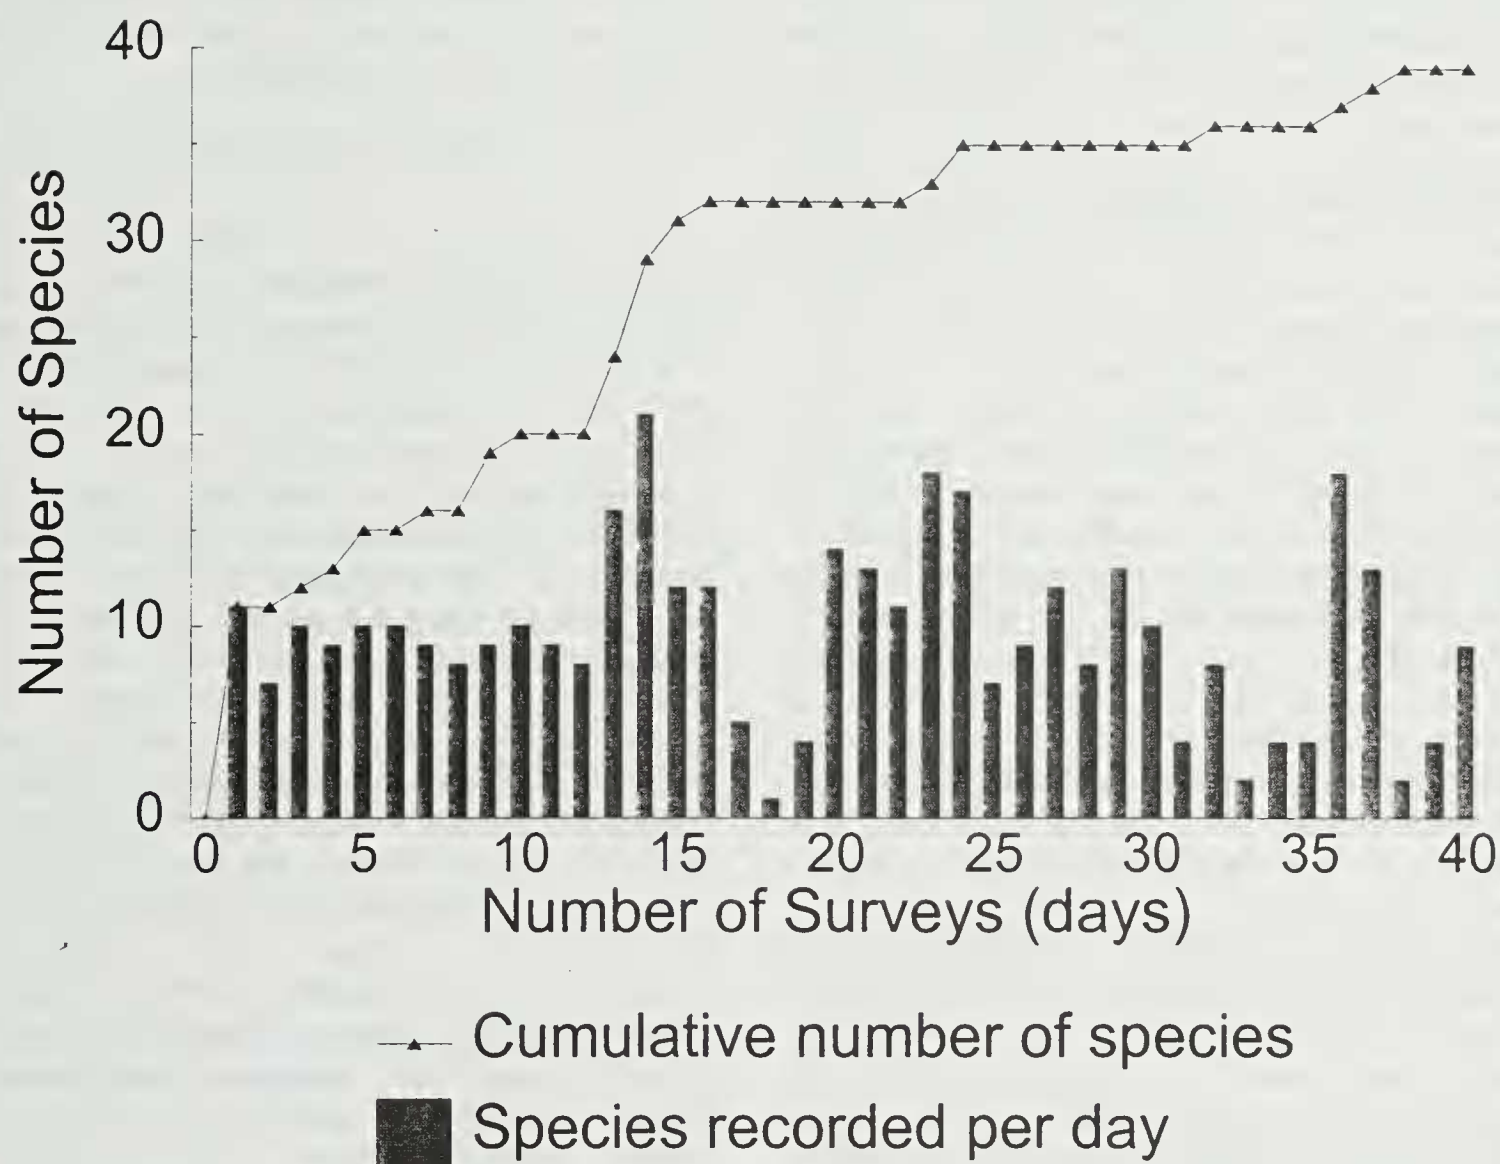 40
30
20
10
0
Number of Species
0 5 10 15 20 25 30 35 40
Number of Surveys (days)
Cumulative number of species
Species recorded per day